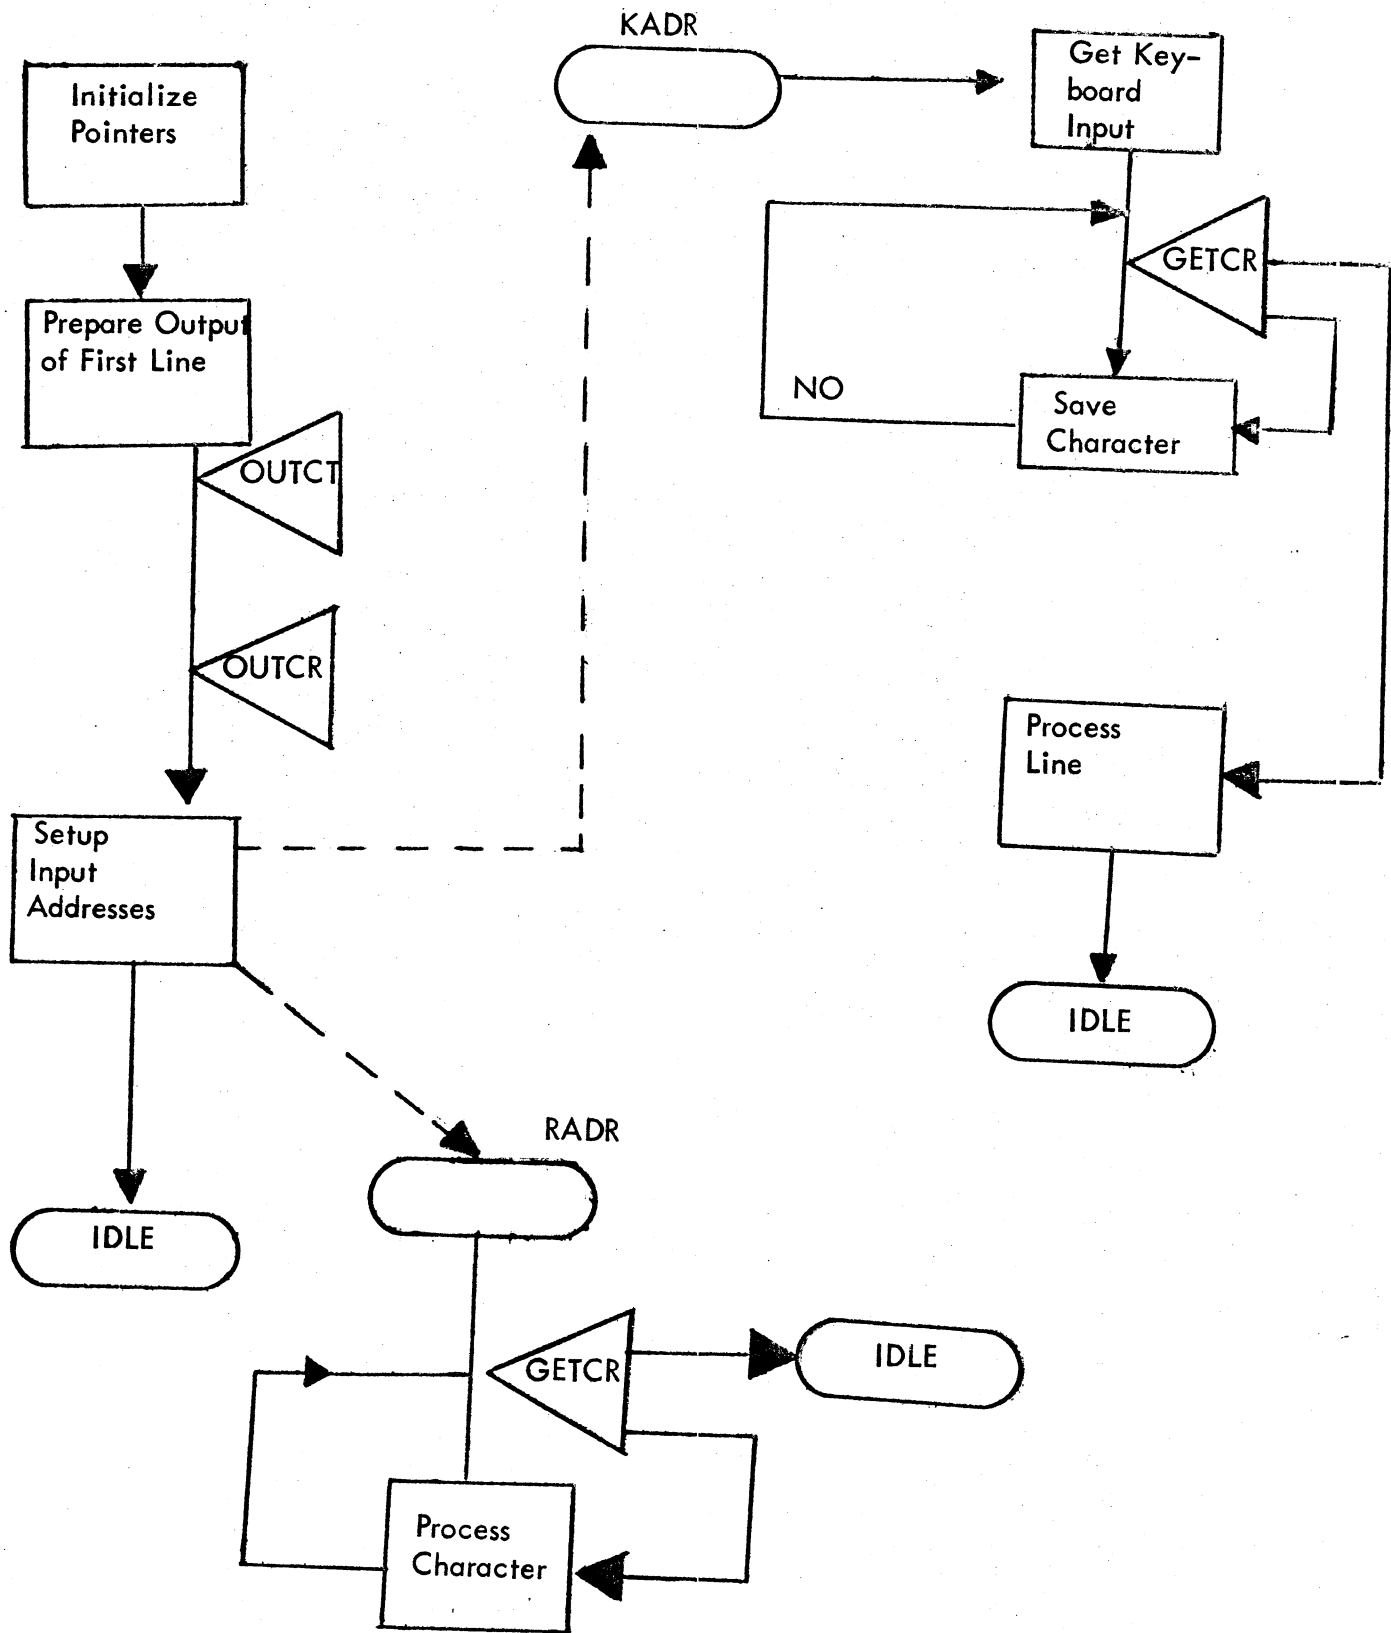 Initialize
Pointers
Prepare Output
of First Line
OUTCT
OUTCR
Setup
Input
Addresses
IDLE
KADR
Get Key-
board
Input
GETCR
NO
Save
Character
Process
Line
IDLE
RADR
GETCR
IDLE
Process
Character